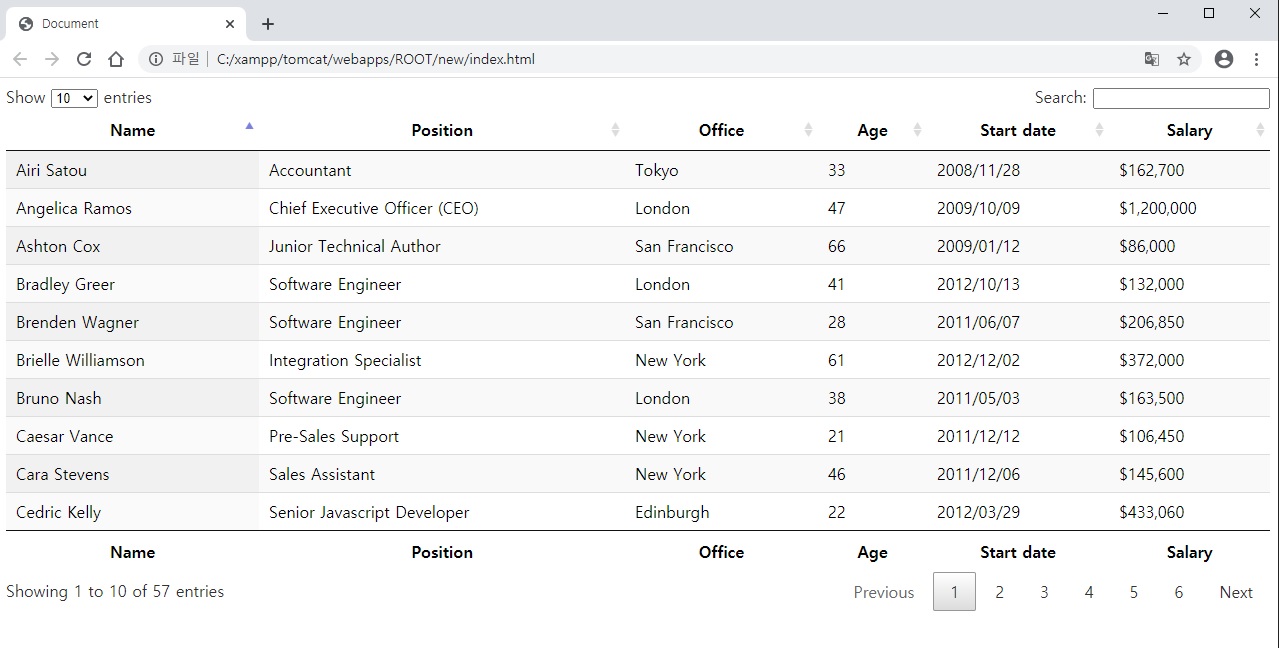 Document
파일 C:/xampp/tomcat/webapps/ROOT/new/index.html
Show 10 entries Search:
Name Position Office Age Start date Salary
Airi Satou Accountant Tokyo 33 2008/11/28 $162,700
Angelica Ramos Chief Executive Officer (CEO) London 47 2009/10/09 $1,200,000
Ashton Cox Junior Technical Author San Francisco 66 2009/01/12 $86,000
Bradley Greer Software Engineer London 41 2012/10/13 $132,000
Brenden Wagner Software Engineer San Francisco 28 2011/06/07 $206,850
Brielle Williamson Integration Specialist New York 61 2012/12/02 $372,000
Bruno Nash Software Engineer London 38 2011/05/03 $163,500
Caesar Vance Pre-Sales Support New York 21 2011/12/12 $106,450
Cara Stevens Sales Assistant New York 46 2011/12/06 $145,600
Cedric Kelly Senior Javascript Developer Edinburgh 22 2012/03/29 $433,060
Name Position Office Age Start date Salary
Showing 1 to 10 of 57 entries Previous 1 2 3 4 5 6 Next